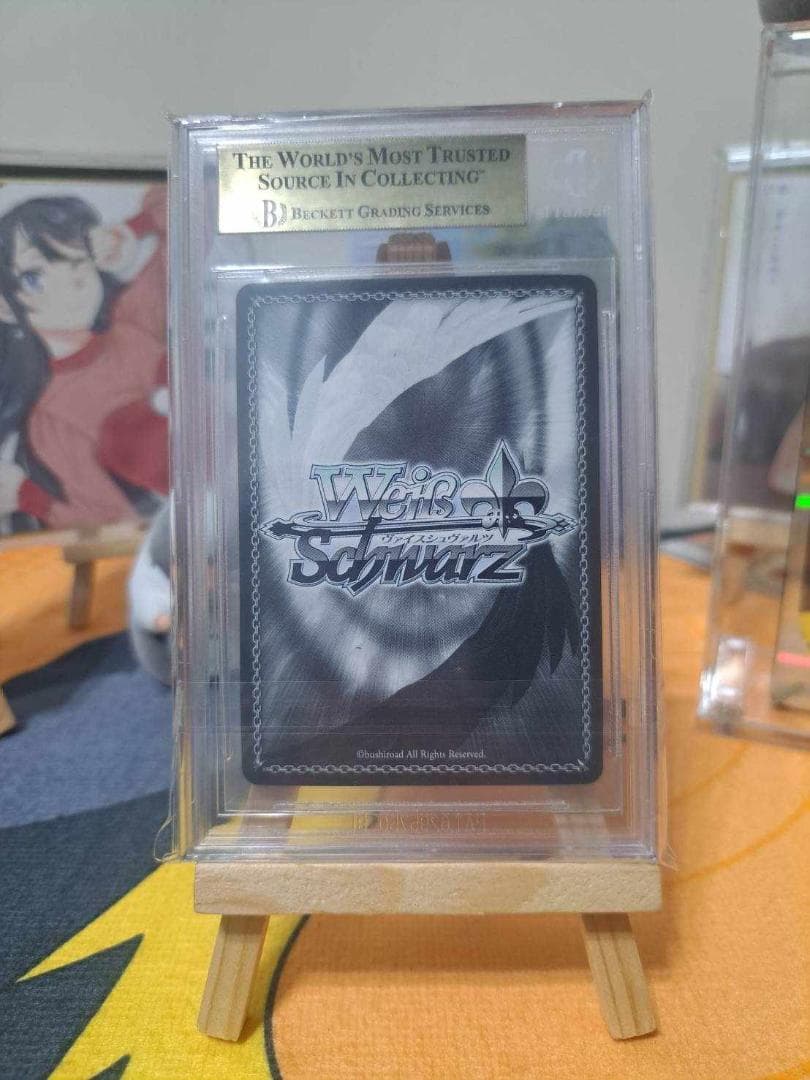 THE WORLD'S MOST TRUSTED
SOURCE IN COLLECTING™
B BECKETT GRADING SERVICES
Weiß
ヴァイスシュヴァルツ
Schwarz
©bushiroad All Rights Reserved.